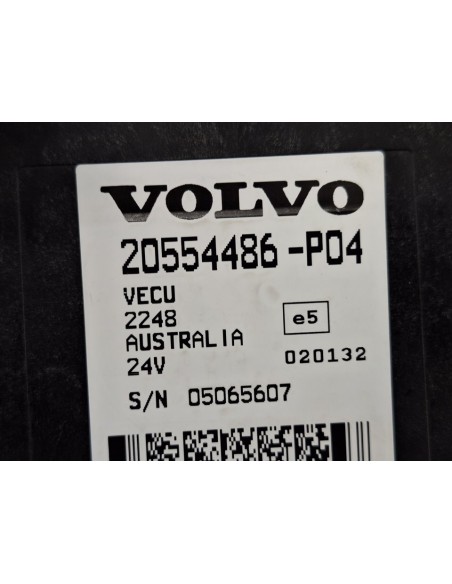 VOLVO
20554486-P04
VECU
2248
e5
AUSTRALIA
24V
020132
S/N 05065607